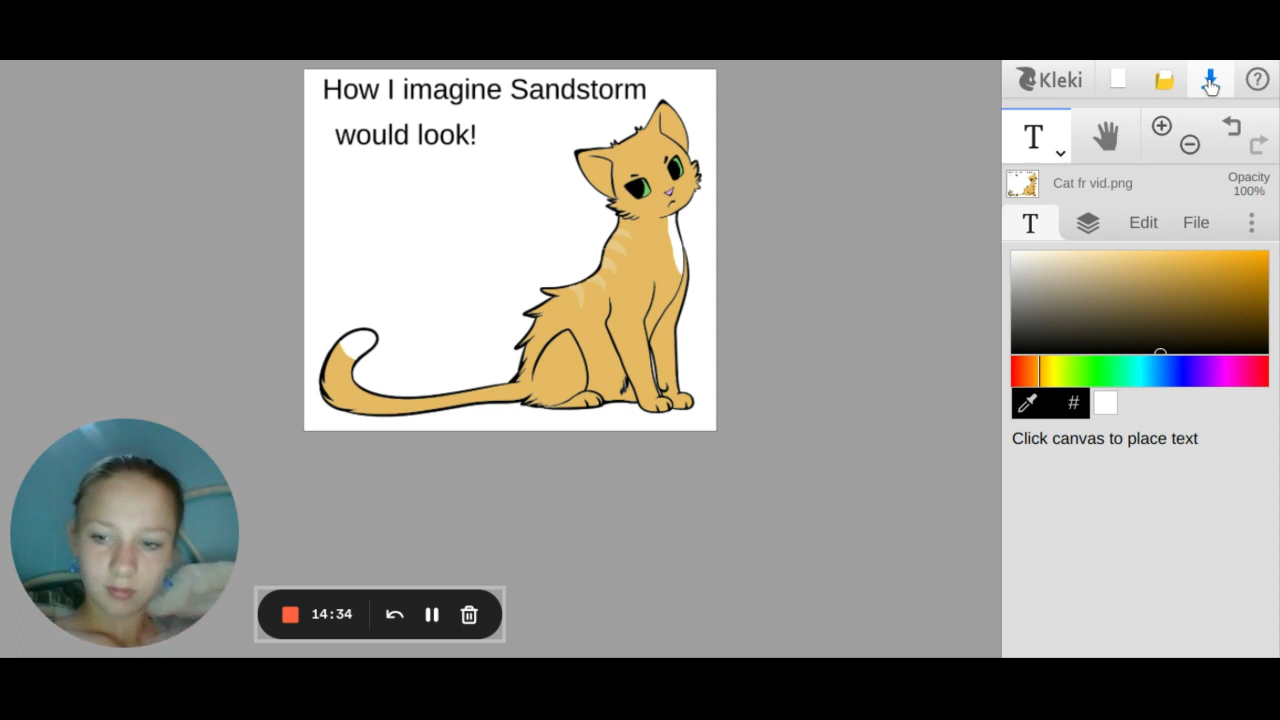 How I imagine Sandstorm
would look!
Kleki
?
T
Cat fr vid.png
Opacity
100%
T
Edit
File
#
Click canvas to place text
14:34